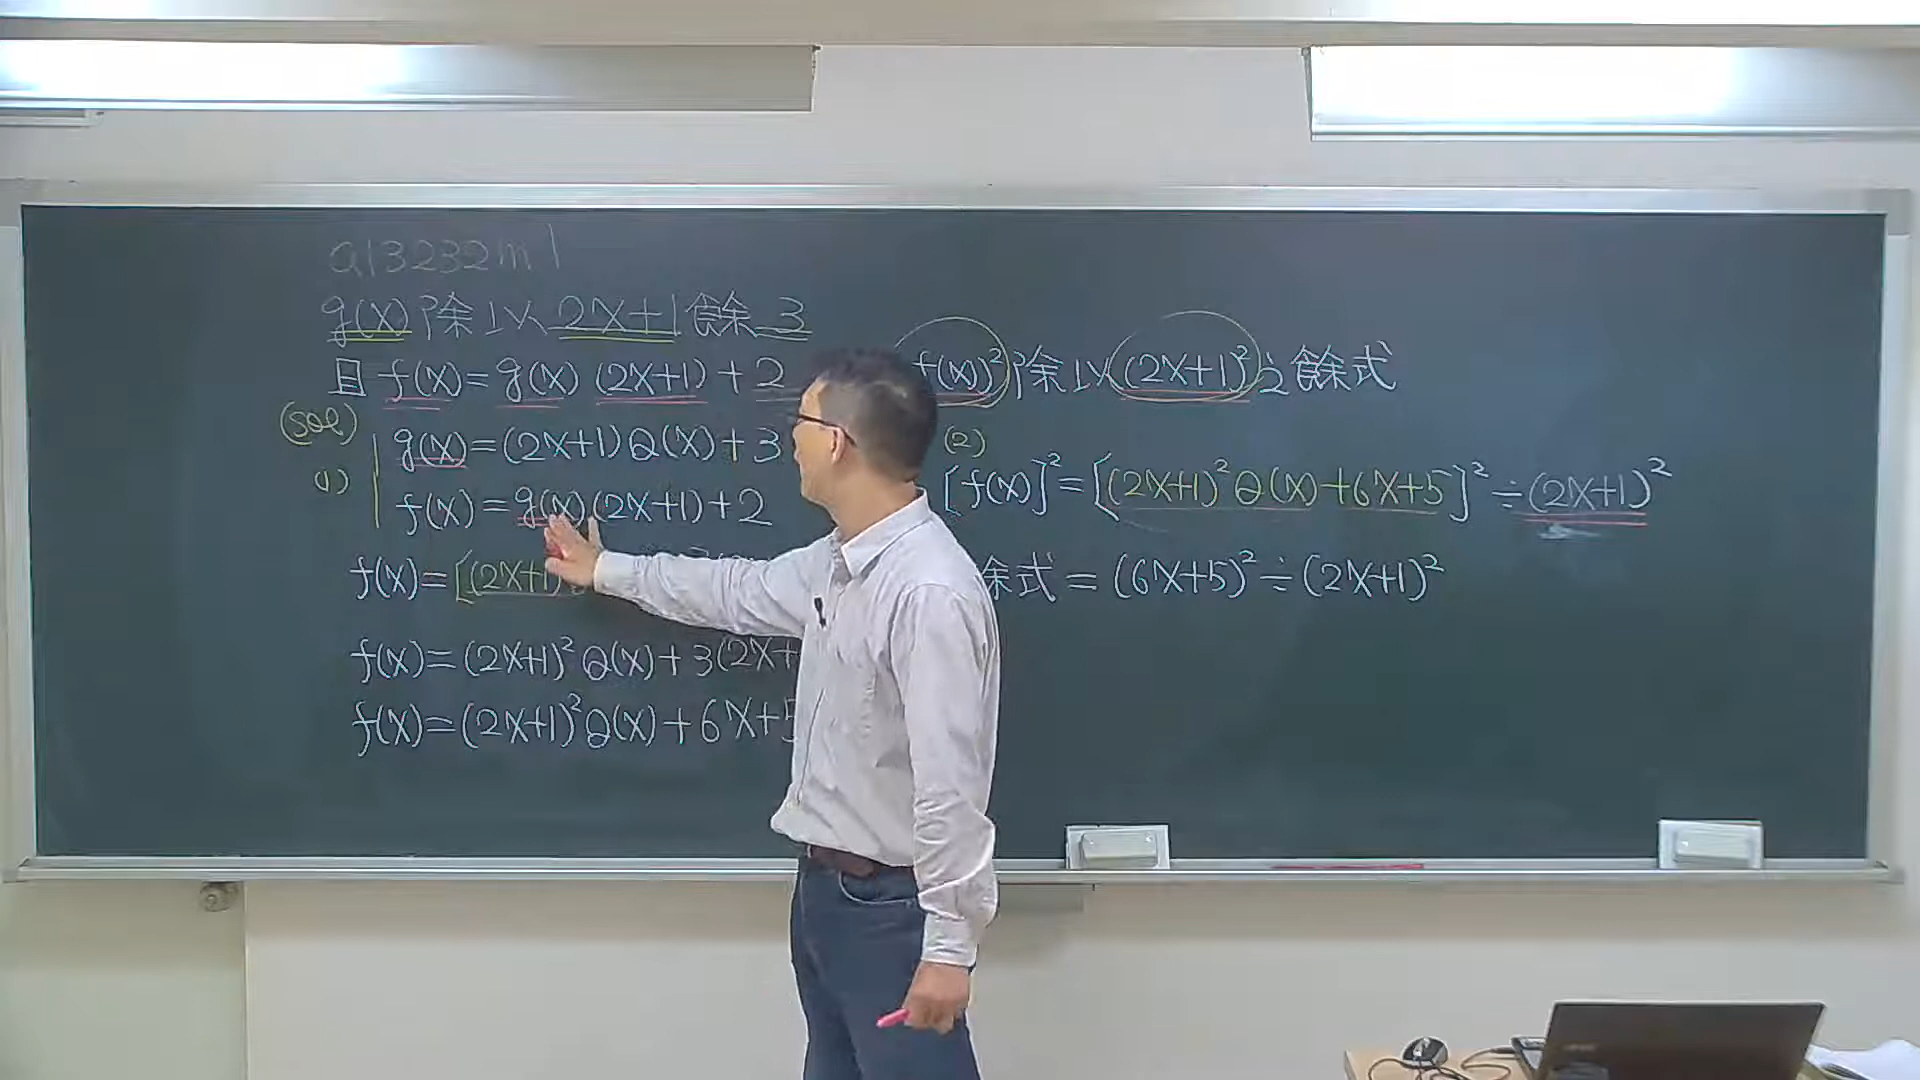 a13232m1
g(x)除以2x+1餘3
且f(x)=g(x)(2x+1)+2
f(x))²除以(2x+1)²之餘式
(sol)
(1)
g(x)=(2x+1)Q(x)+3
f(x)=g(x)(2x+1)+2
f(x)=[(2x+1)
f(x)=(2x+1)²Q(x)+3(2x+
f(x)=(2x+1)²Q(x)+6x+5
(2)
[f(x)]²=[(2x+1)²Q(x)+6x+5]²÷(2x+1)²
餘式=(6x+5)²÷(2x+1)²